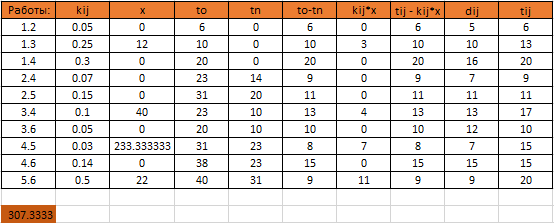 Работы: kij x to tn to-tn kij*x tij - kij*x dij tij
1.2 0.05 0 6 0 6 0 6 5 6
1.3 0.25 12 10 0 10 3 10 10 13
1.4 0.3 0 20 0 20 0 20 16 20
2.4 0.07 0 23 14 9 0 9 7 9
2.5 0.15 0 31 20 11 0 11 11 11
3.4 0.1 40 23 10 13 4 13 13 17
3.6 0.05 0 20 10 10 0 10 12 10
4.5 0.03 233.333333 31 23 8 7 8 7 15
4.6 0.14 0 38 23 15 0 15 15 15
5.6 0.5 22 40 31 9 11 9 9 20
307.3333